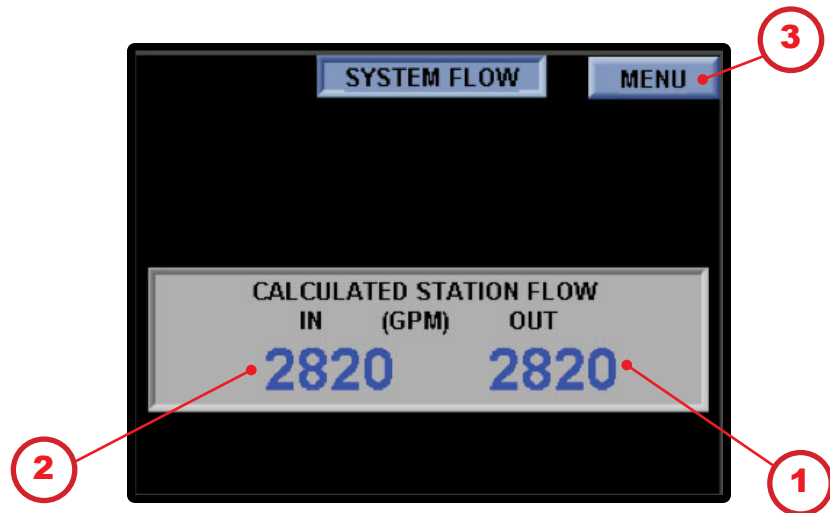 3
SYSTEM FLOW MENU
CALCULATED STATION FLOW
IN (GPM) OUT
2820 2820
2
1